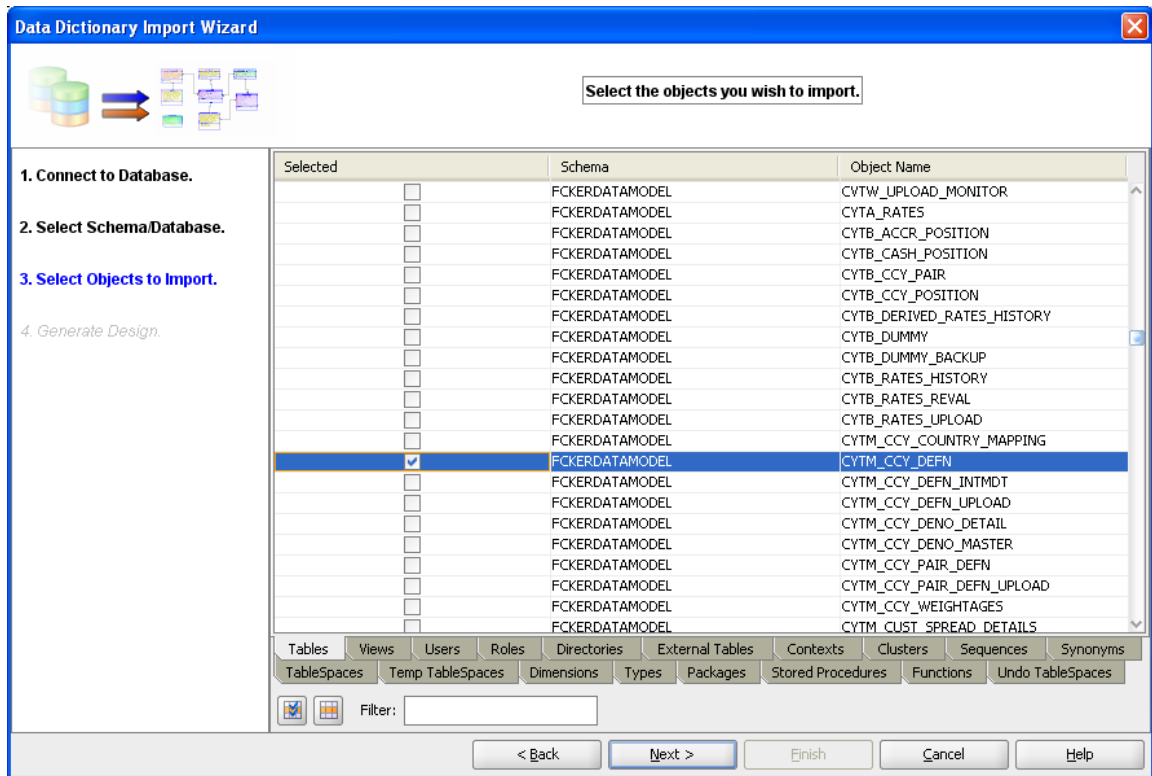 Data Dictionary Import Wizard
Select the objects you wish to import.
1. Connect to Database.
2. Select Schema/Database.
3. Select Objects to Import.
4. Generate Design.
Selected Schema Object Name
FCKERDATAMODEL CVTW_UPLOAD_MONITOR
FCKERDATAMODEL CYTA_RATES
FCKERDATAMODEL CYTB_ACCR_POSITION
FCKERDATAMODEL CYTB_CASH_POSITION
FCKERDATAMODEL CYTB_CCY_PAIR
FCKERDATAMODEL CYTB_CCY_POSITION
FCKERDATAMODEL CYTB_DERIVED_RATES_HISTORY
FCKERDATAMODEL CYTB_DUMMY
FCKERDATAMODEL CYTB_DUMMY_BACKUP
FCKERDATAMODEL CYTB_RATES_HISTORY
FCKERDATAMODEL CYTB_RATES_REVAL
FCKERDATAMODEL CYTB_RATES_UPLOAD
FCKERDATAMODEL CYTM_CCY_COUNTRY_MAPPING
FCKERDATAMODEL CYTM_CCY_DEFN
FCKERDATAMODEL CYTM_CCY_DEFN_INTMDT
FCKERDATAMODEL CYTM_CCY_DEFN_UPLOAD
FCKERDATAMODEL CYTM_CCY_DENO_DETAIL
FCKERDATAMODEL CYTM_CCY_DENO_MASTER
FCKERDATAMODEL CYTM_CCY_PAIR_DEFN
FCKERDATAMODEL CYTM_CCY_PAIR_DEFN_UPLOAD
FCKERDATAMODEL CYTM_CCY_WEIGHTAGES
FCKERDATAMODEL CYTM_CUST_SPREAD_DETAILS
Tables Views Users Roles Directories External Tables Contexts Clusters Sequences Synonyms
TableSpaces Temp TableSpaces Dimensions Types Packages Stored Procedures Functions Undo TableSpaces
Filter:
< Back Next > Finish Cancel Help